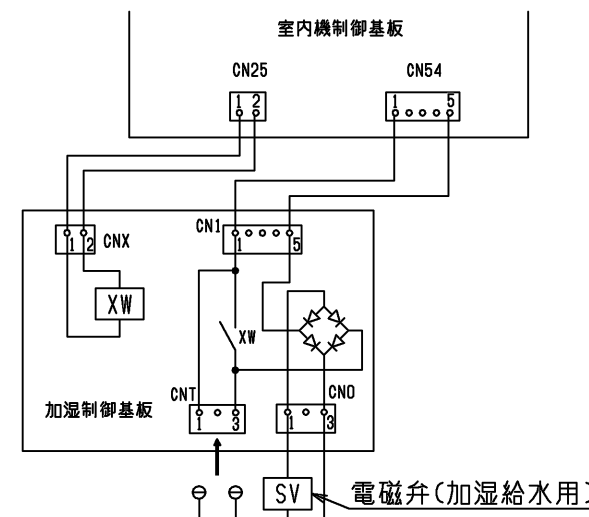 室内機制御基板
CN25
CN54
1 2
1 5
CN1
1 2
CNX
1 5
XW
XW
CNT
CNO
加湿制御基板
1 3
1 3
SV
電磁弁(加湿給水用)